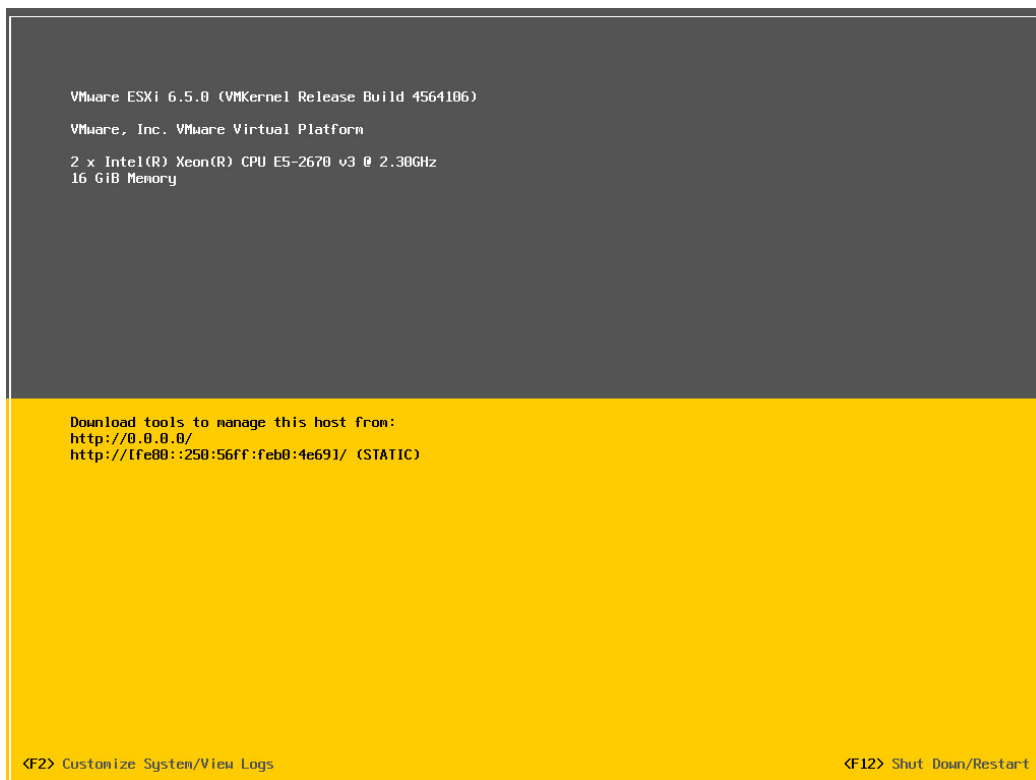 VMware ESXi 6.5.0 (VMKernel Release Build 4564106)
VMware, Inc. VMware Virtual Platform
2 x Intel(R) Xeon(R) CPU E5-2670 v3 @ 2.30GHz
16 GiB Memory
Download tools to manage this host from:
http://0.0.0.0/
http://[fe80::250:56ff:feb0:4e69]/ (STATIC)
<F2> Customize System/View Logs
<F12> Shut Down/Restart